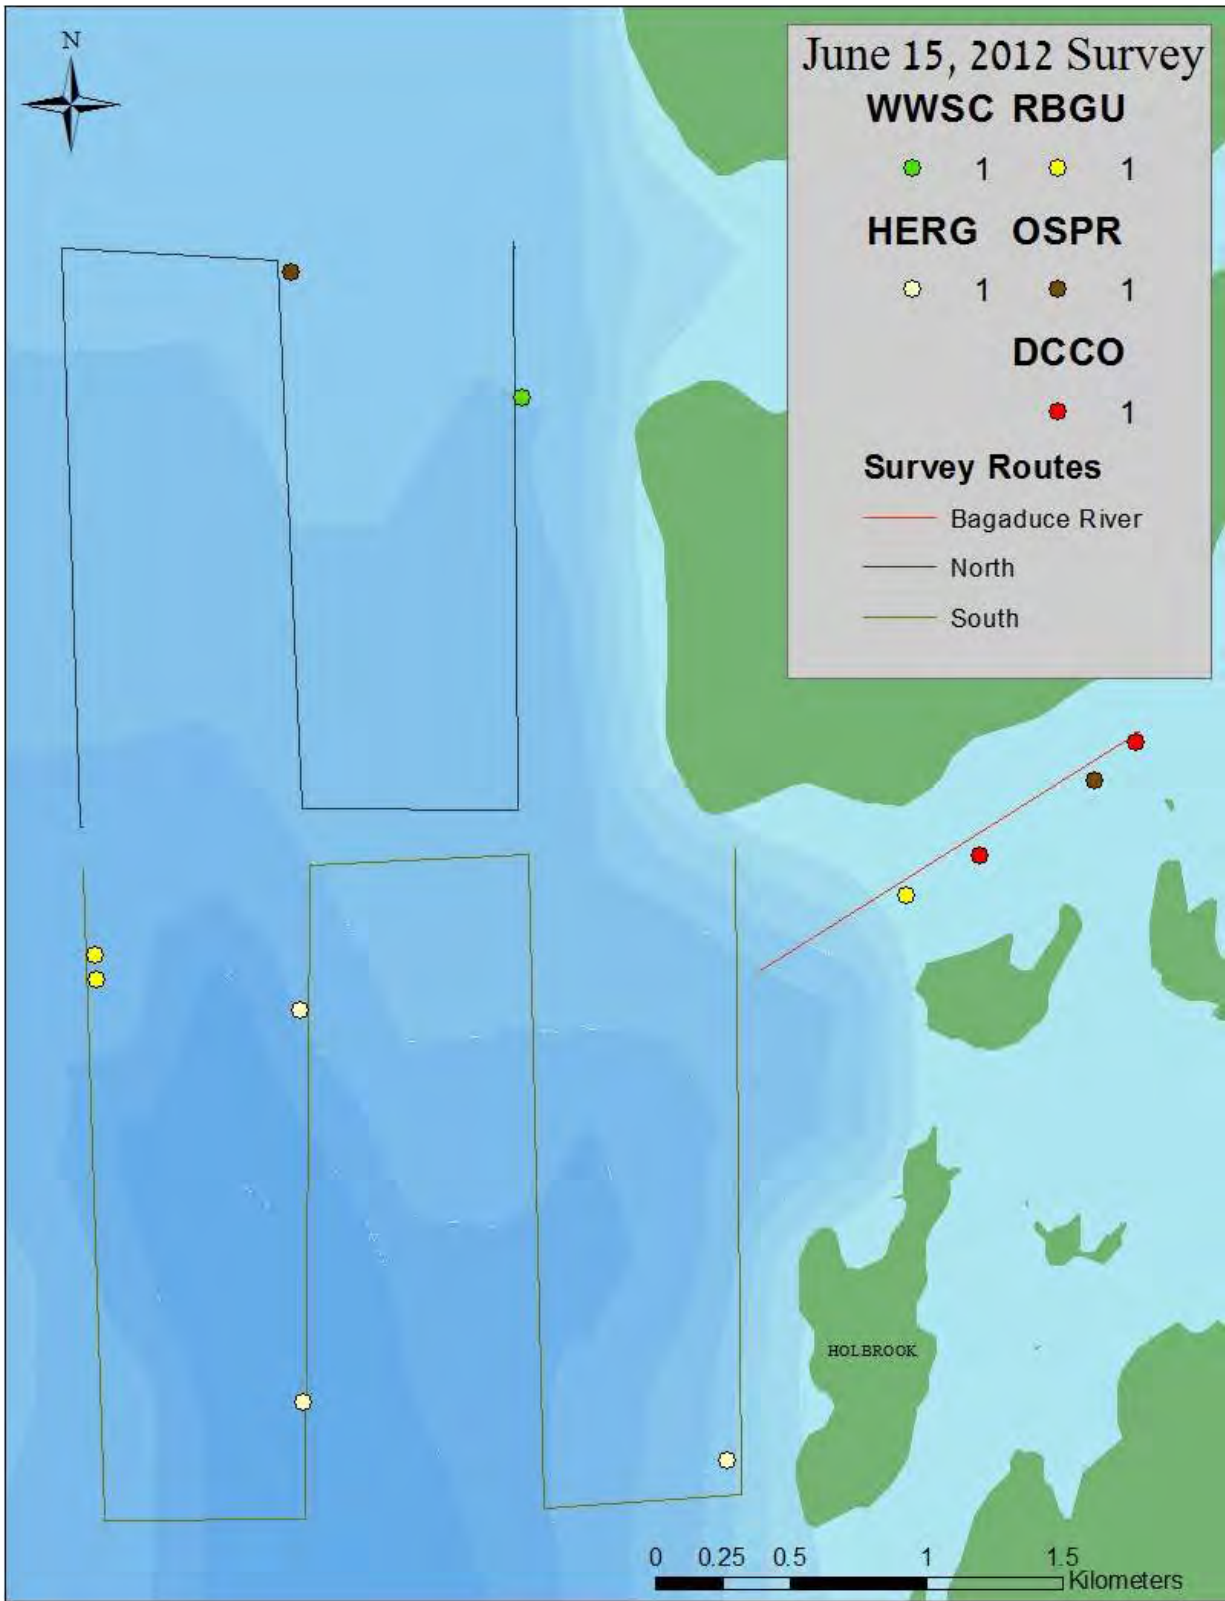 N
June 15, 2012 Survey
WWSC RBGU
1 1
HERG OSPR
1 1
DCCO
1
Survey Routes
Bagaduce River
North
South
HOLBROOK
0 0.25 0.5 1 1.5
Kilometers